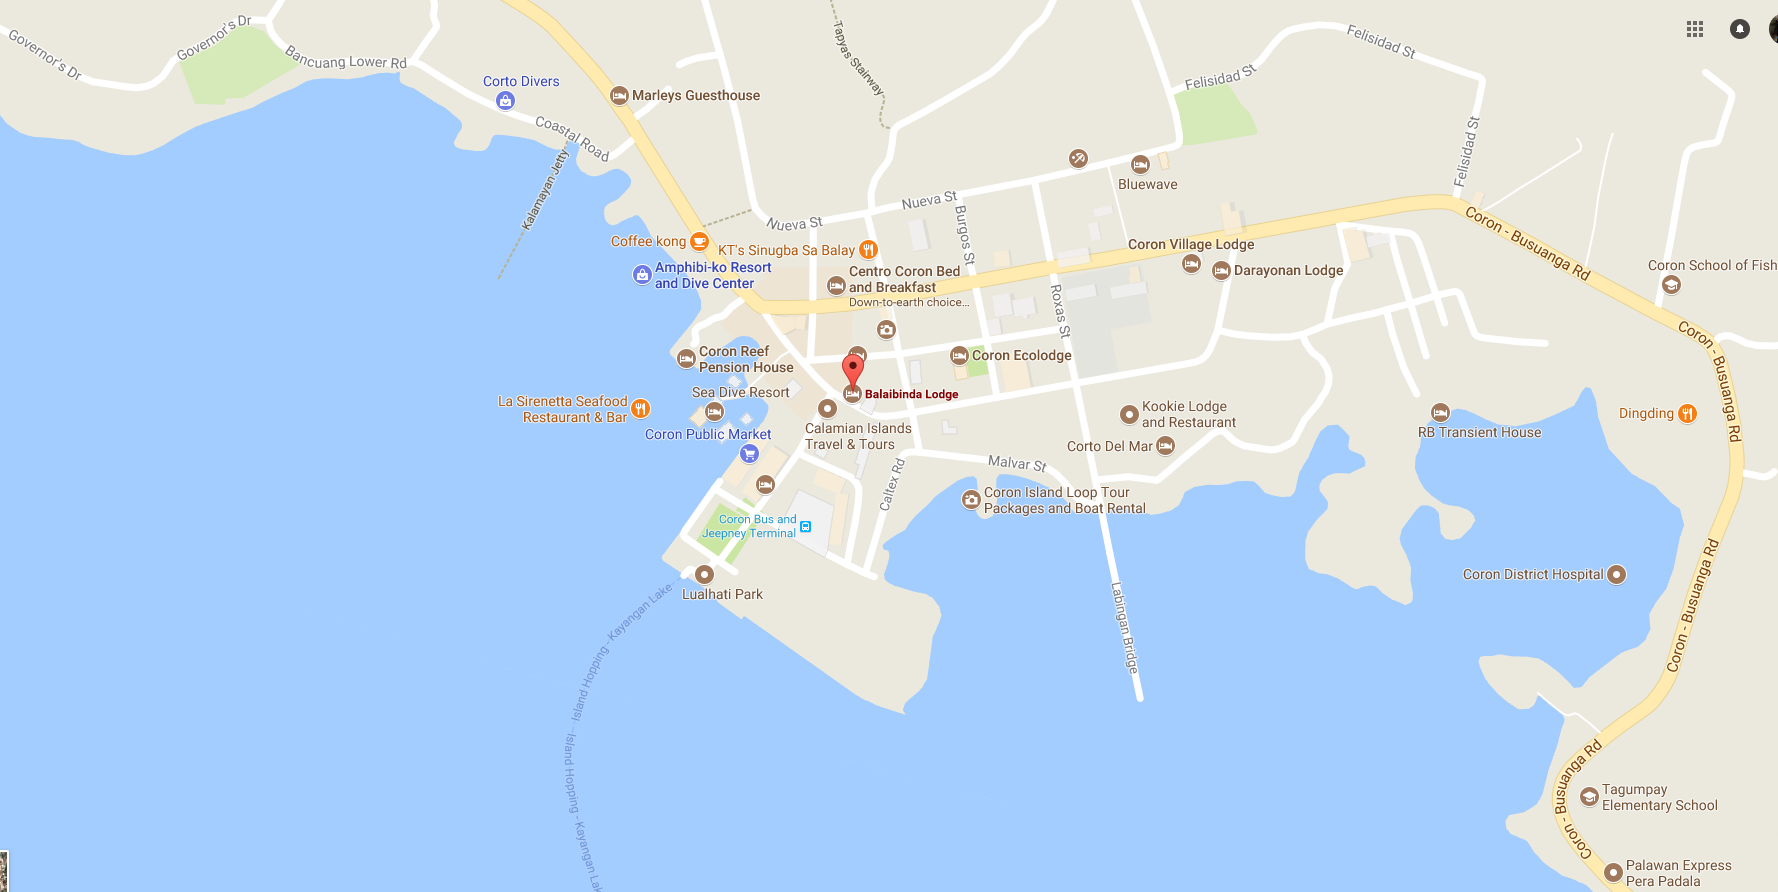 Governor's Dr
Governor's Dr
Bancuang Lower Rd
Tapyas Stairway
Felisidad St
Felisidad St
Corto Divers
Marleys Guesthouse
Coastal Road
Kalamayan Jetty
Felisidad St
Bluewave
Nueva St
Nueva St
Burgos St
Coffee kong
KT's Sinugba Sa Balay
Coron Village Lodge
Coron - Busuanga Rd
Amphibi-ko Resort
and Dive Center
Centro Coron Bed
and Breakfast
Down-to-earth choice...
Darayonan Lodge
Coron School of Fish
Roxas St
Coron Reef
Pension House
Coron Ecolodge
Coron - Busuanga Rd
Sea Dive Resort
Balaibinda Lodge
La Sirenetta Seafood
Restaurant & Bar
Calamian Islands
Travel & Tours
Kookie Lodge
and Restaurant
Dingding
Coron Public Market
Corto Del Mar
RB Transient House
Malvar St
Caltex Rd
Coron Island Loop Tour
Packages and Boat Rental
Coron Bus and
Jeepney Terminal
Coron District Hospital
Lualhati Park
Labingan Bridge
Coron - Busuanga Rd
Island Hopping - Kayangan Lake
Island Hopping - Kayangan Lak
Coron - Busuanga Rd
Tagumpay
Elementary School
Palawan Express
Pera Padala